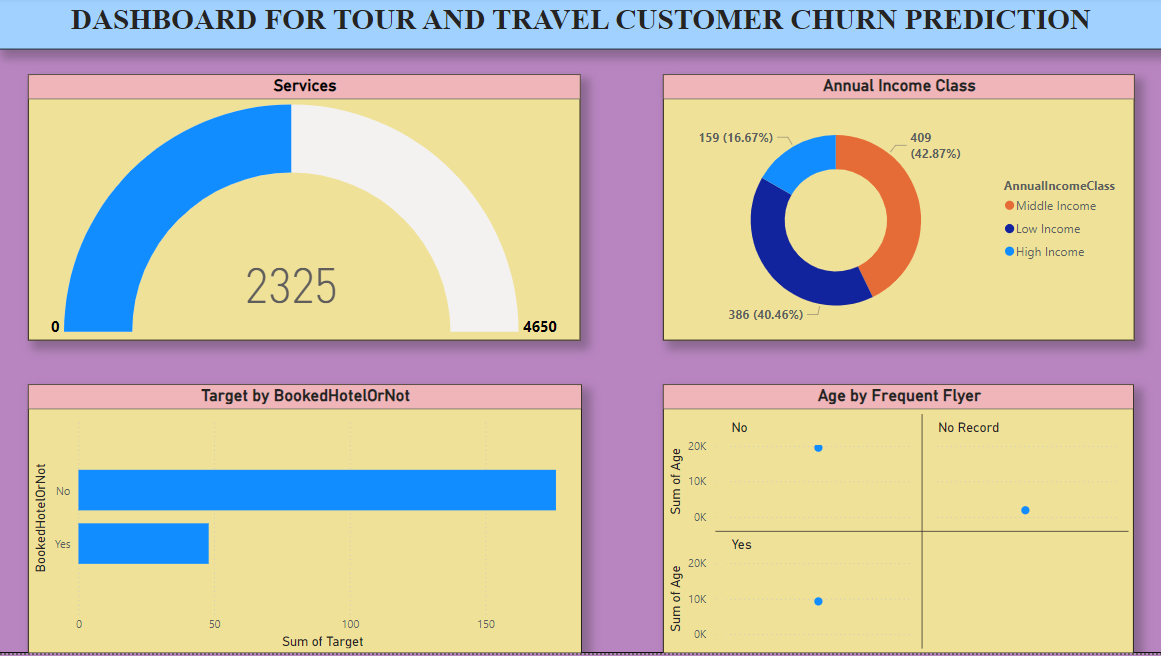 DASHBOARD FOR TOUR AND TRAVEL CUSTOMER CHURN PREDICTION
Services
2325
0
4650
Annual Income Class
159 (16.67%)
409
(42.87%)
386 (40.46%)
AnnualIncomeClass
Middle Income
Low Income
High Income
Target by BookedHotelOrNot
BookedHotelOrNot
No
Yes
0
50
100
150
Sum of Target
Age by Frequent Flyer
No
No Record
Sum of Age
20K
10K
0K
Yes
Sum of Age
20K
10K
0K